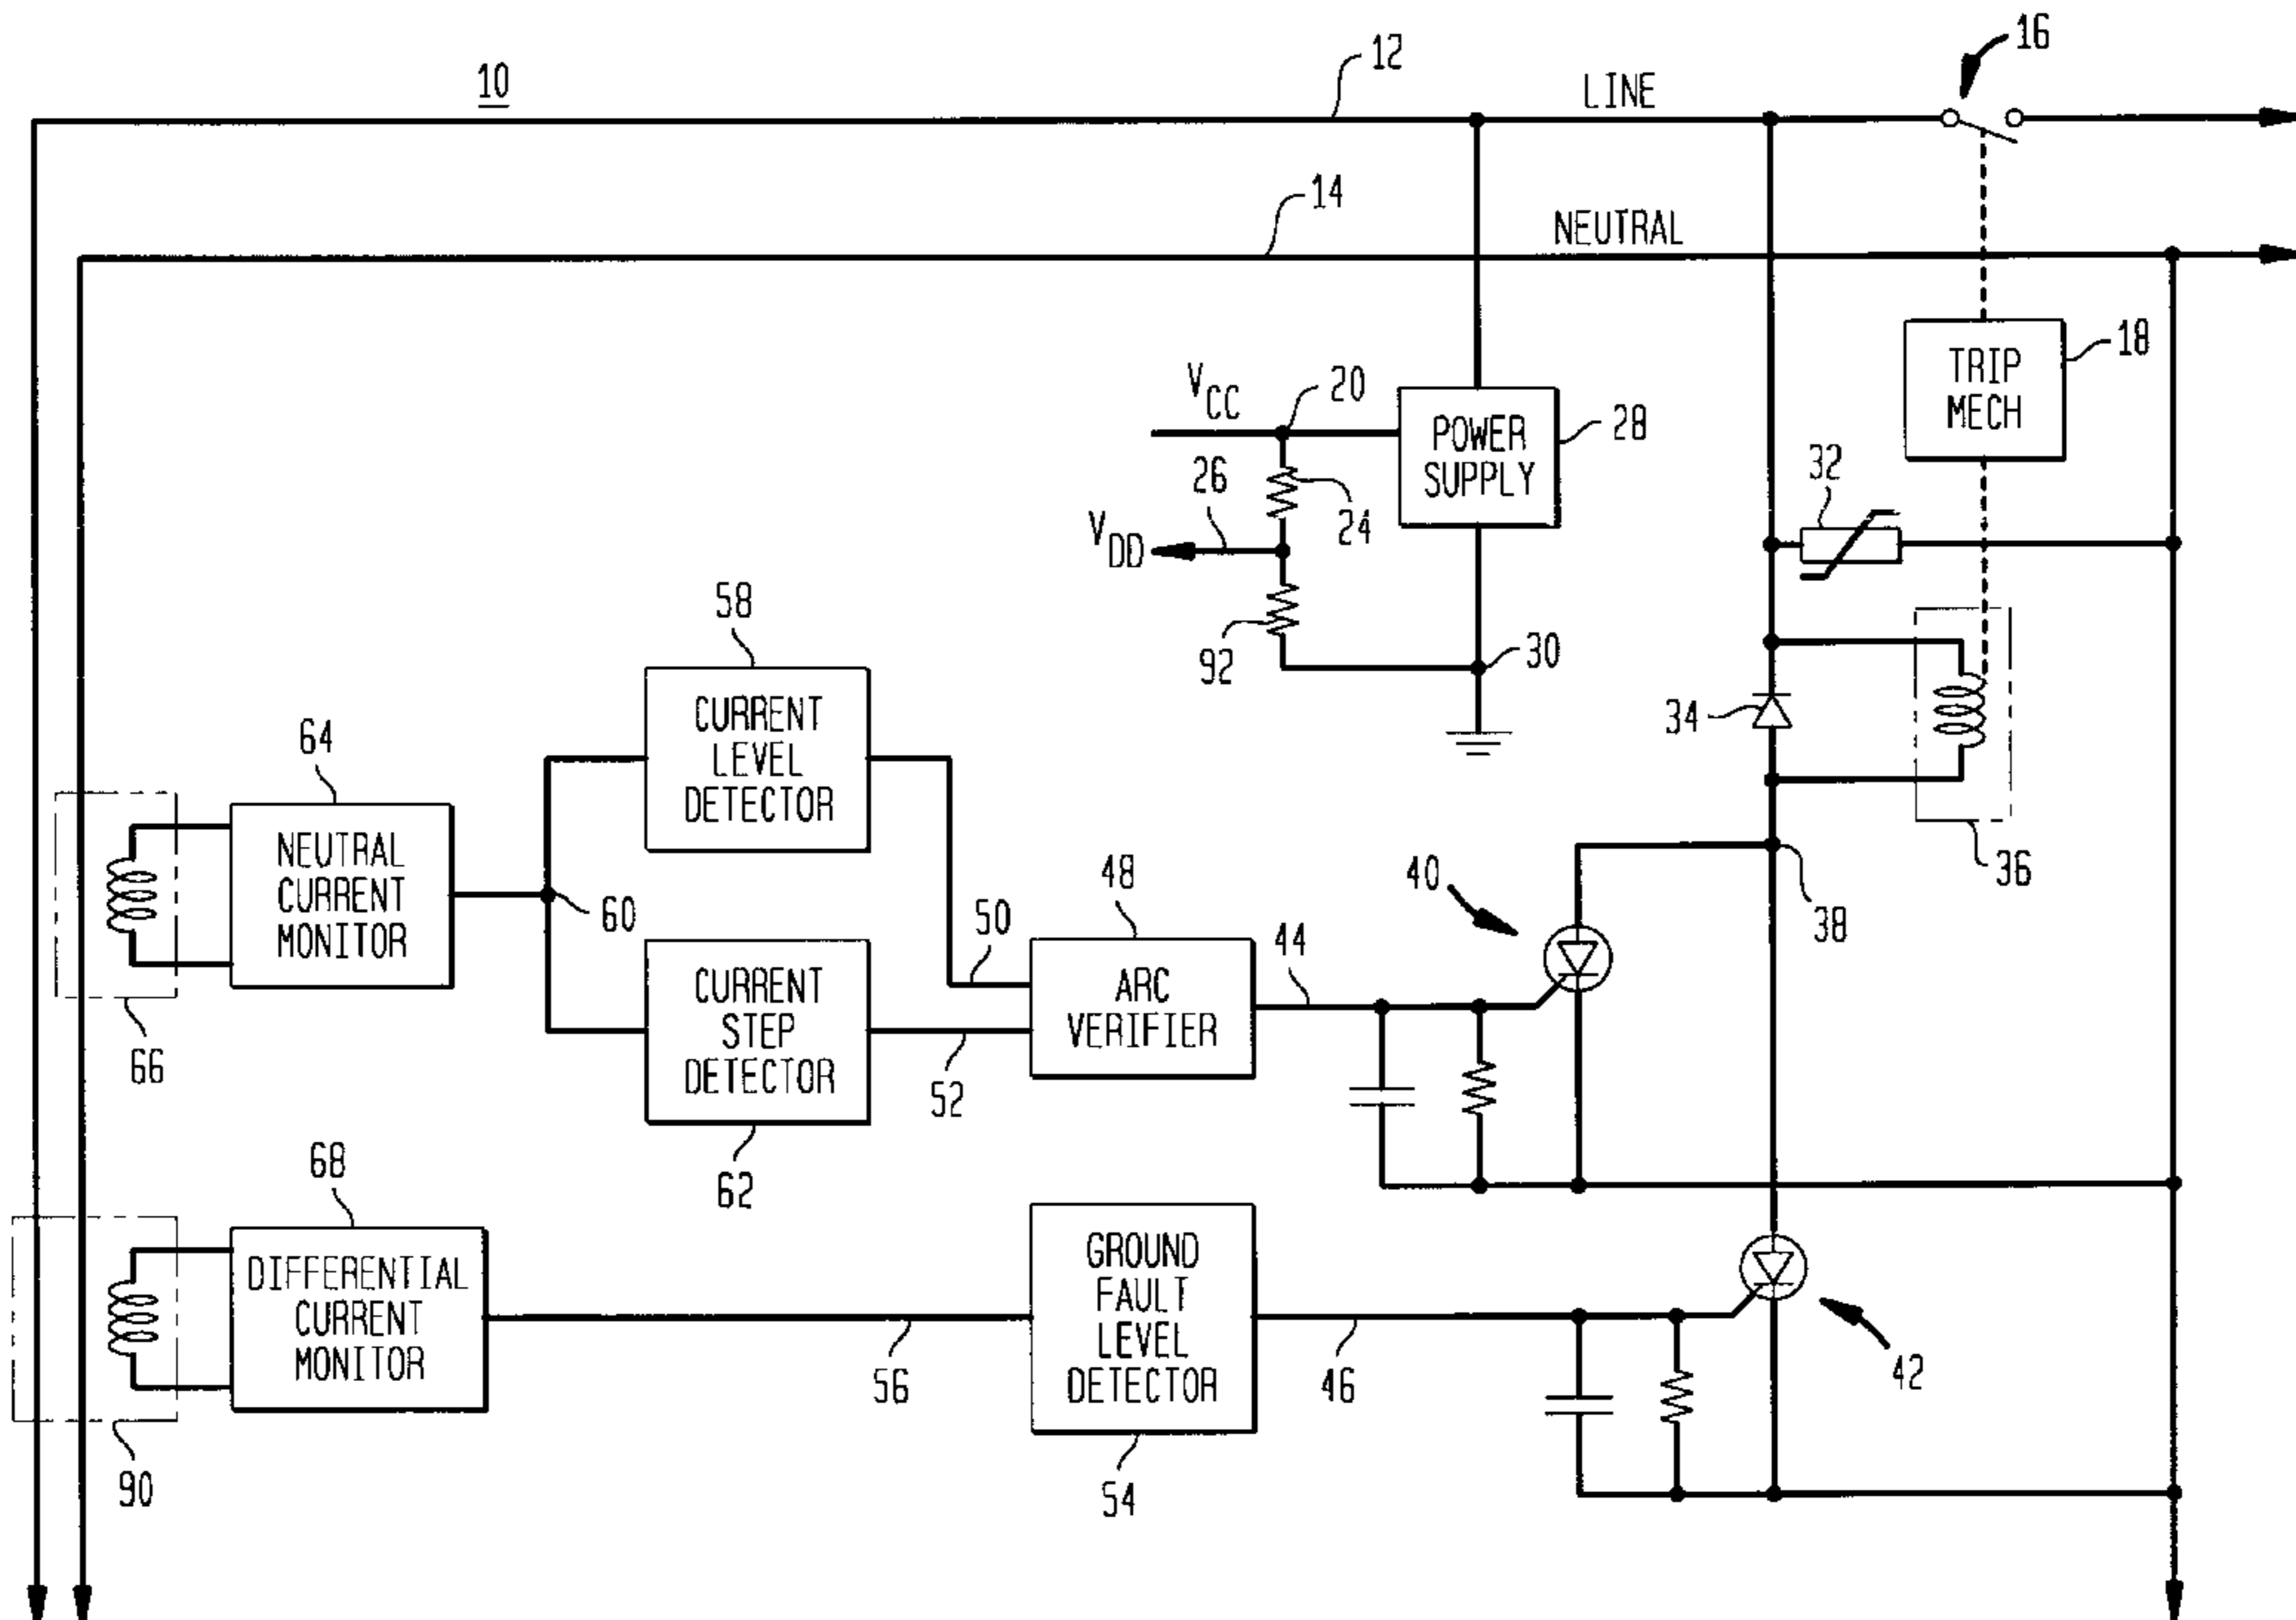 10
12
LINE
16
14
NEUTRAL
18
TRIP
MECH
VCC
20
POWER
SUPPLY
28
26
24
32
VDD
92
30
58
CURRENT
LEVEL
DETECTOR
34
36
64
NEUTRAL
CURRENT
MONITOR
60
66
50
48
44
40
38
CURRENT
STEP
DETECTOR
52
62
ARC
VERIFIER
68
DIFFERENTIAL
CURRENT
MONITOR
56
GROUND
FAULT
LEVEL
DETECTOR
46
42
90
54